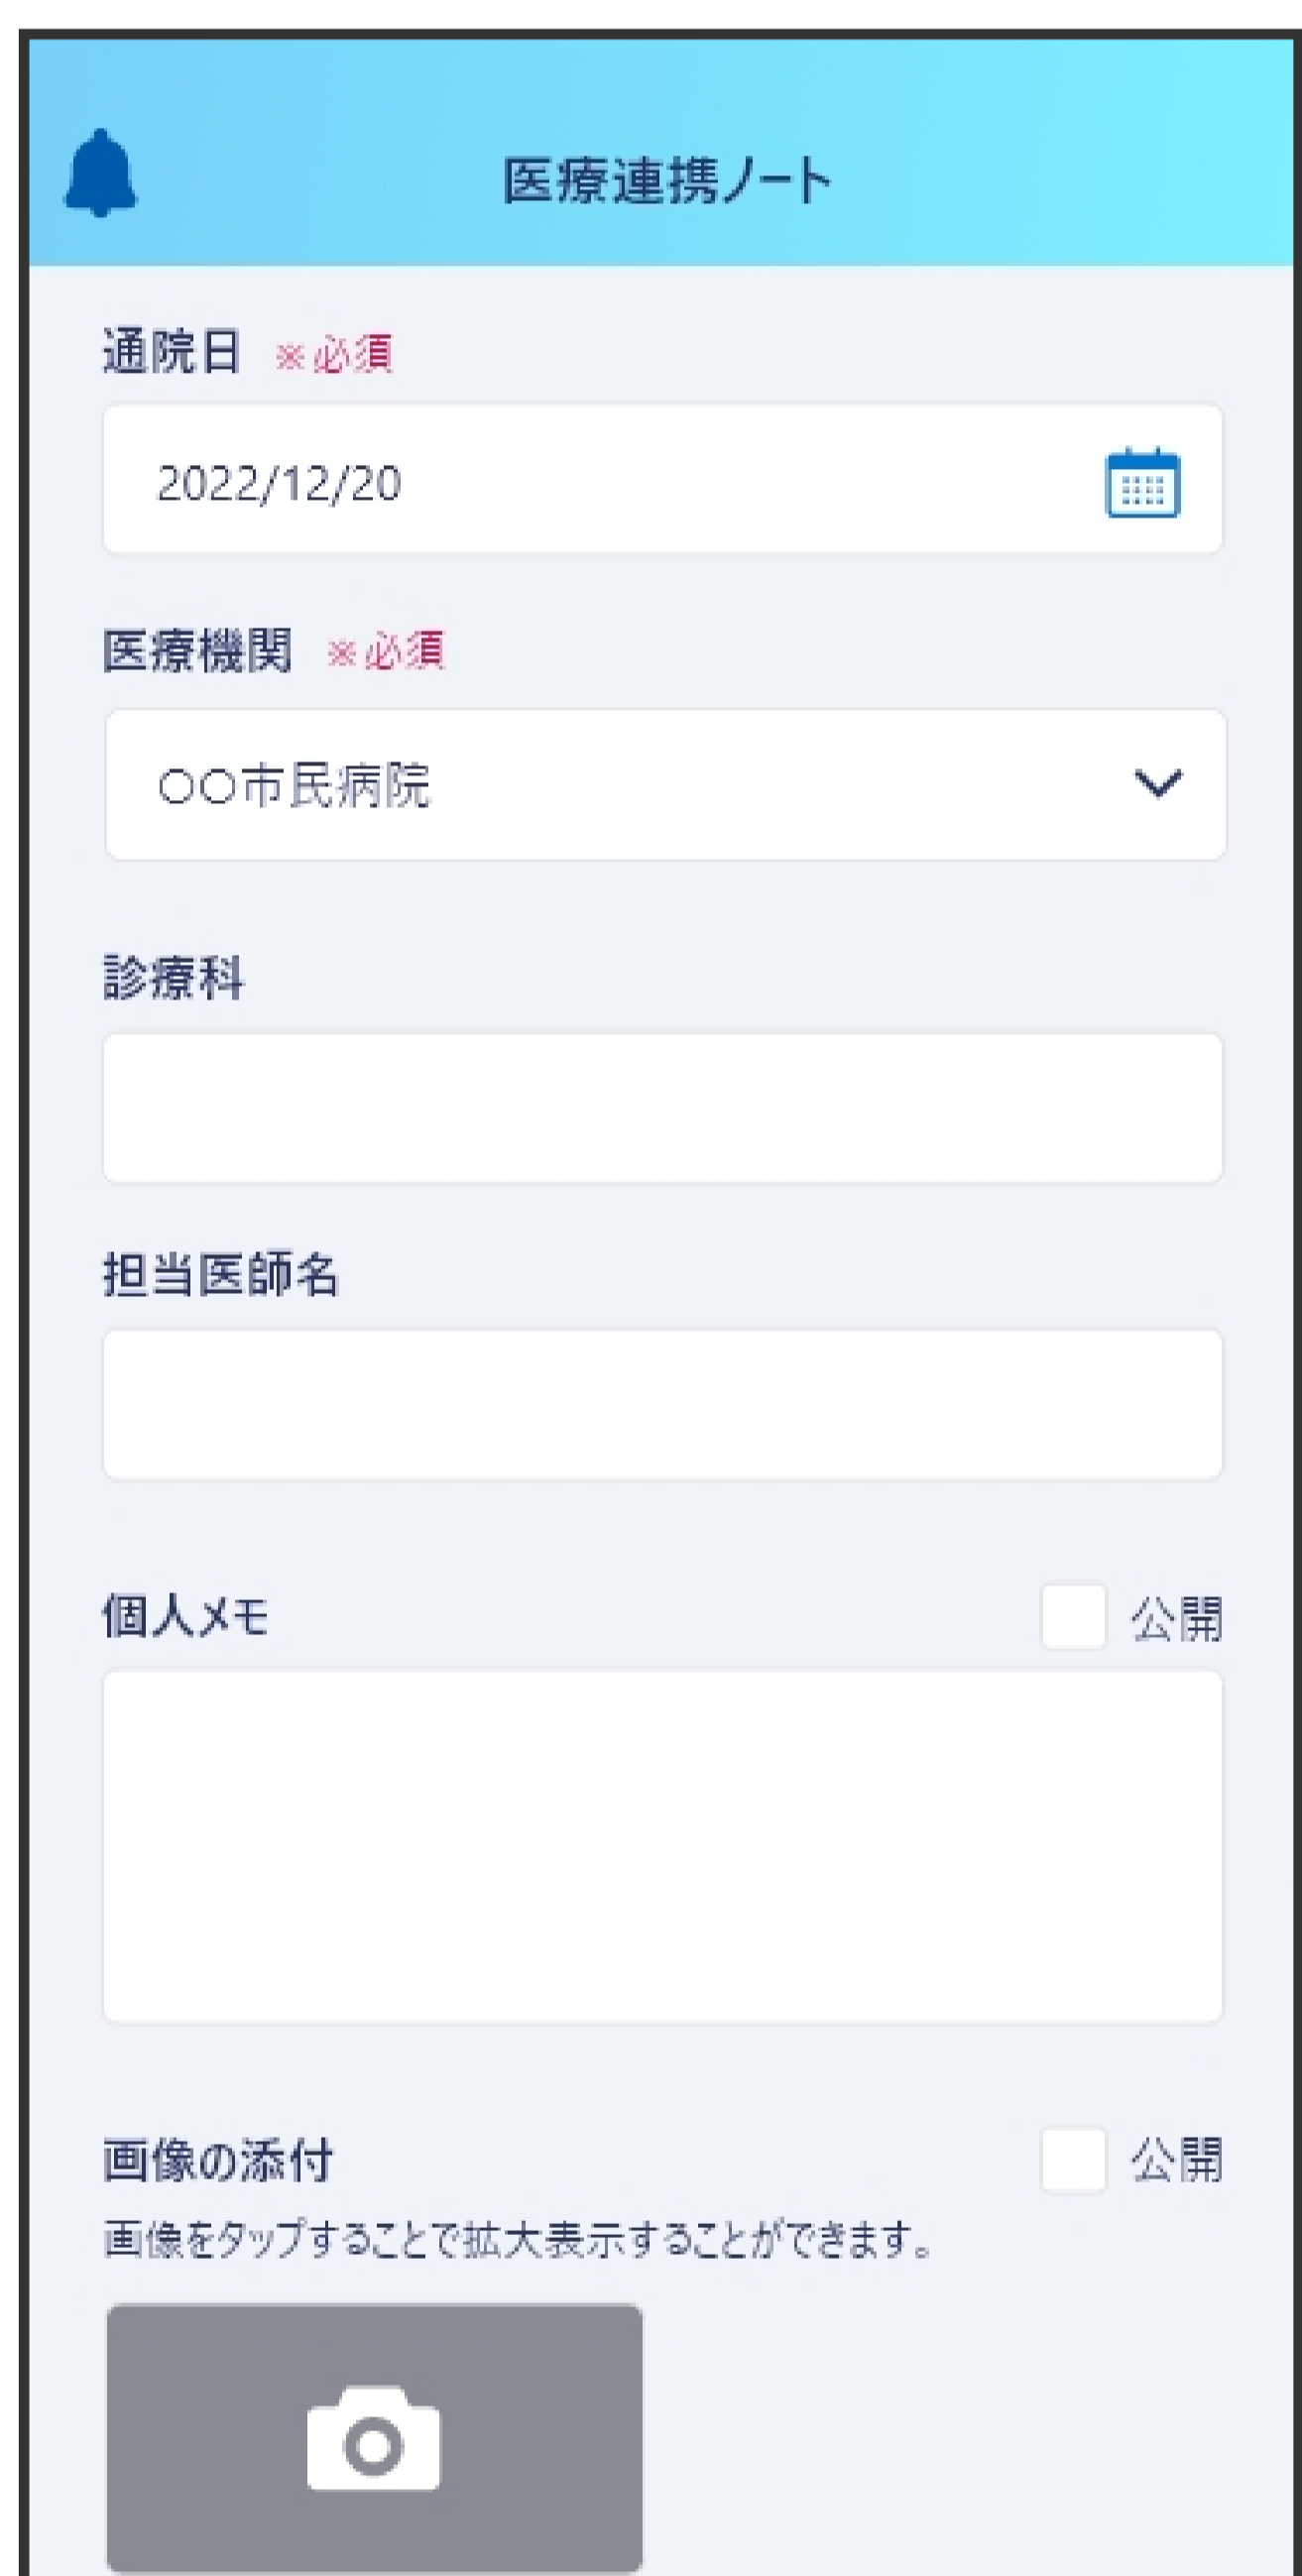 医療連携ノート
通院日 ※必須
2022/12/20
医療機関 ※必須
○○市民病院
診療科
担当医師名
個人メモ 公開
画像の添付 公開
画像をタップすることで拡大表示することができます。